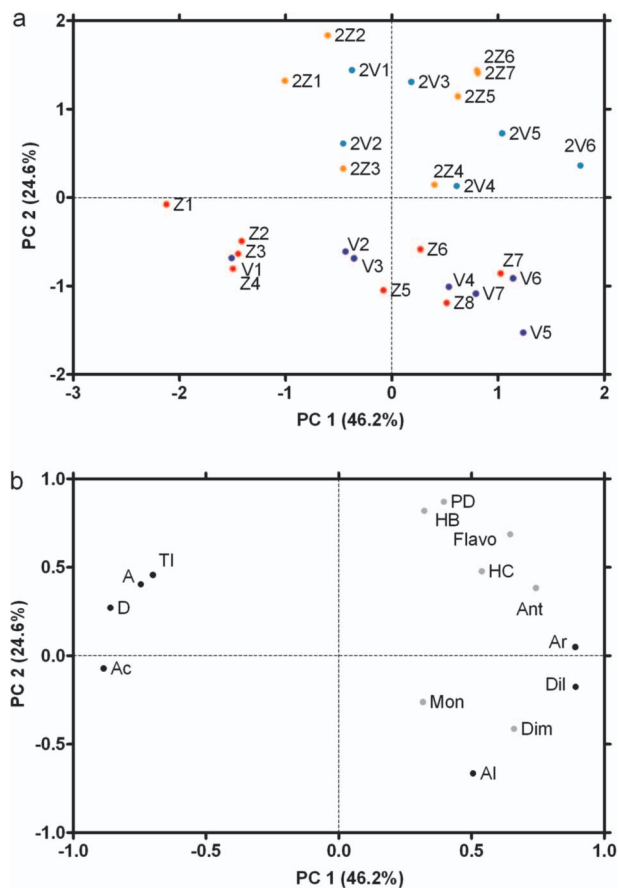 a
2
2Z2
2V1
2Z6
2Z7
2Z1
2V3
2Z5
1
2V5
2V2
2V6
2Z3
2Z4
2V4
0
PC 2 (24.6%)
Z1
Z2
V2
Z6
Z3
V3
Z7
V1
V4
V6
-1
Z4
Z5
V7
Z8
V5
-2
-3
-2
-1
0
1
2
PC 1 (46.2%)
b
1.0
PD
HB
Flavo
0.5
TI
HC
A
Ant
D
Ar
0.0
PC 2 (24.6%)
Ac
Dil
Mon
Dim
-0.5
AI
-1.0
-1.0
-0.5
0.0
0.5
1.0
PC 1 (46.2%)